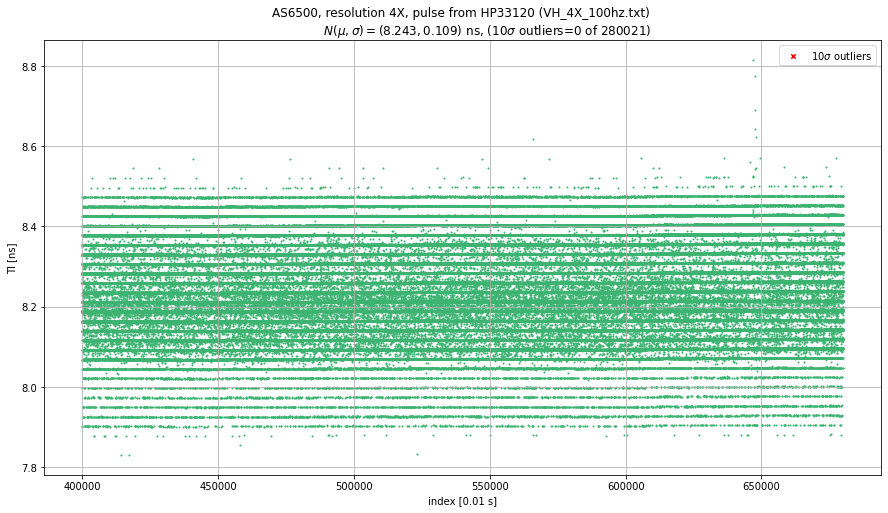 AS6500, resolution 4X, pulse from HP33120 (VH_4X_100hz.txt)
N(μ, σ) = (8.243, 0.109) ns, (10σ outliers=0 of 280021)
10σ outliers
8.8
8.6
8.4
8.2
8.0
7.8
TI [ns]
400000 450000 500000 550000 600000 650000
index [0.01 s]